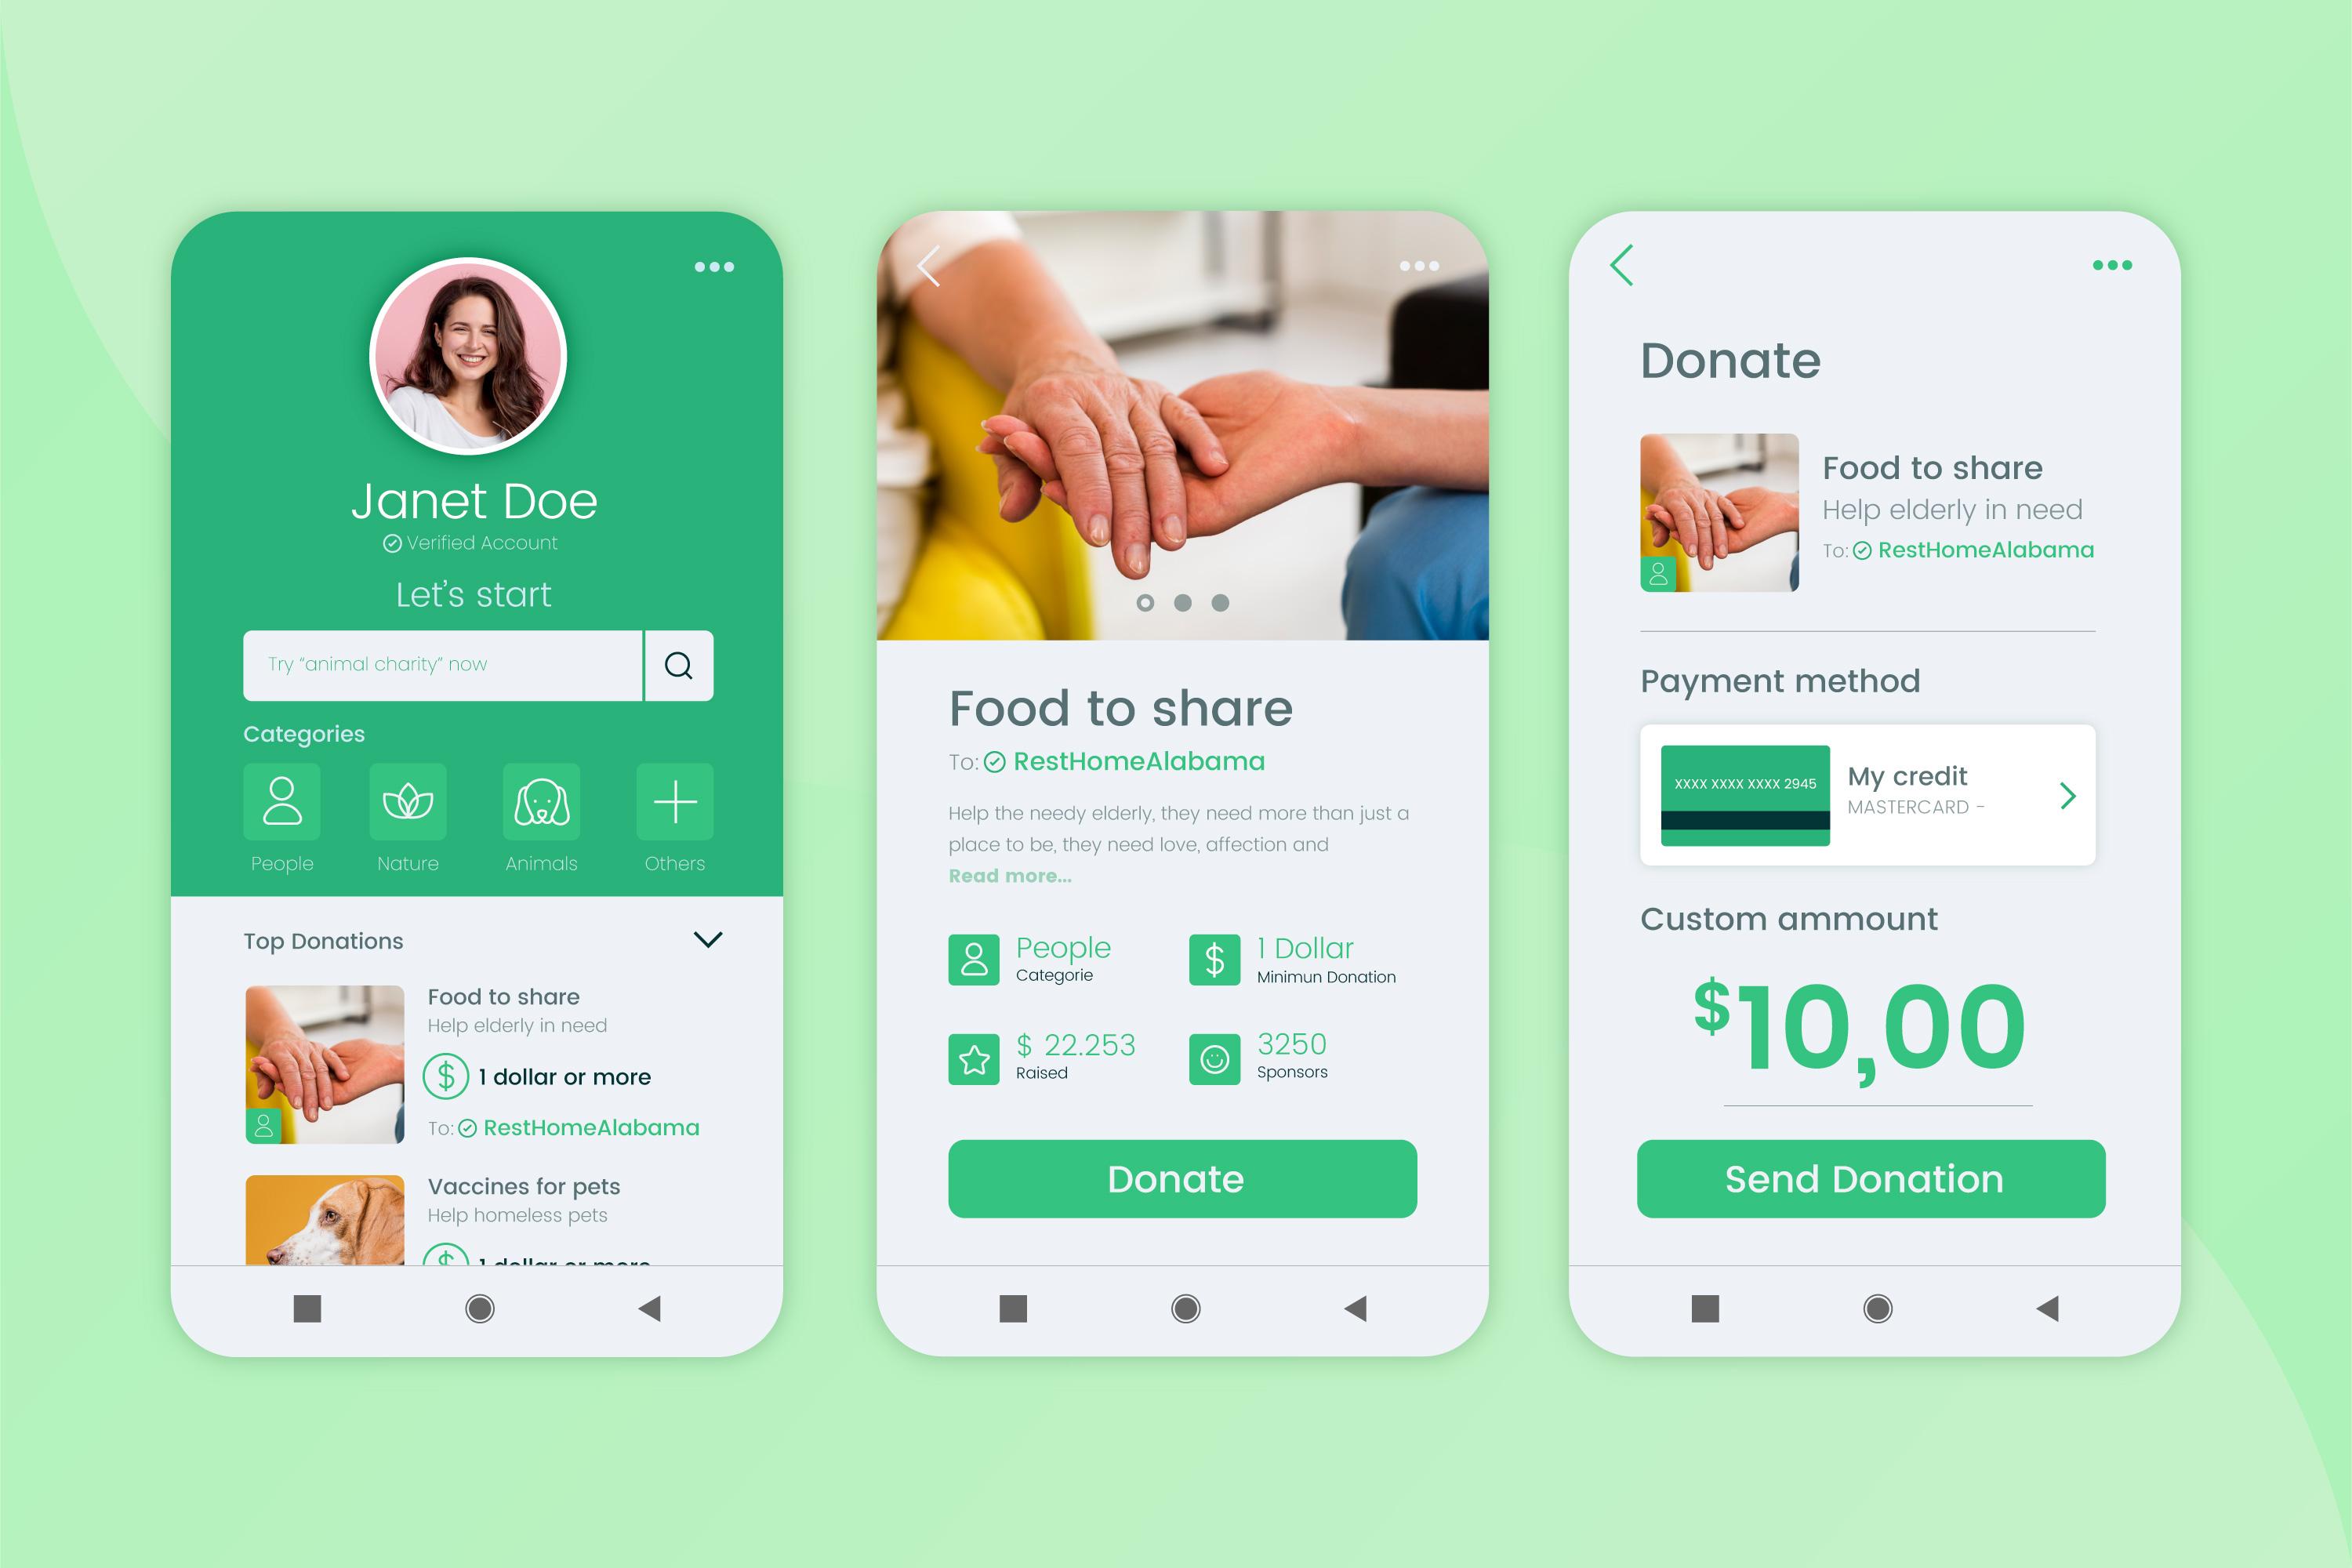 Janet Doe
Verified Account
Let's start
Try “animal charity” now
Categories
People
Nature
Animals
Others
Top Donations
Food to share
Help elderly in need
1 dollar or more
To: RestHomeAlabama
Vaccines for pets
Help homeless pets
1 dollar or more
Food to share
To: RestHomeAlabama
Help the needy elderly, they need more than just a
place to be, they need love, affection and
Read more...
People
Categorie
1 Dollar
Minimun Donation
$ 22.253
Raised
3250
Sponsors
Donate
Donate
Food to share
Help elderly in need
To: RestHomeAlabama
Payment method
XXXX XXXX XXXX 2945
My credit
MASTERCARD -
Custom ammount
$10,00
Send Donation